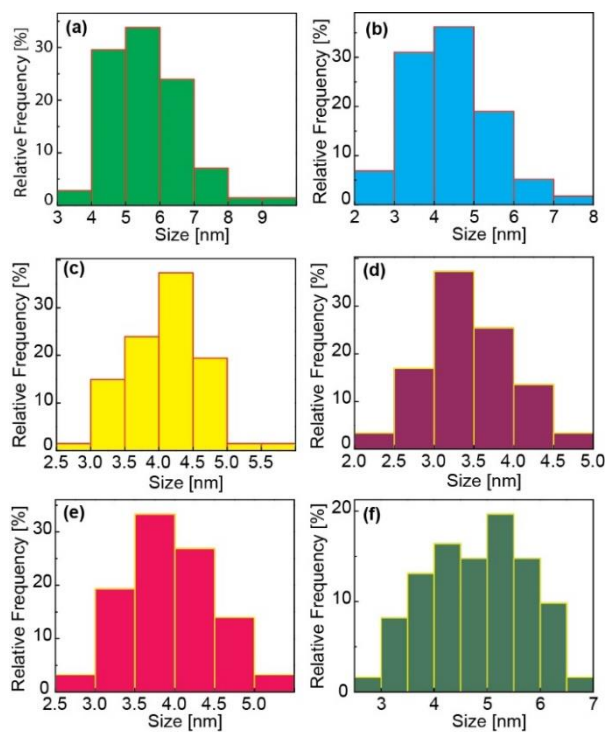 (a)
Relative Frequency [%]
30
20
10
0
3 4 5 6 7 8 9
Size [nm]
(b)
Relative Frequency [%]
30
20
10
0
2 3 4 5 6 7 8
Size [nm]
(c)
Relative Frequency [%]
30
20
10
0
2.5 3.0 3.5 4.0 4.5 5.0 5.5
Size [nm]
(d)
Relative Frequency [%]
30
20
10
0
2.0 2.5 3.0 3.5 4.0 4.5 5.0
Size [nm]
(e)
Relative Frequency [%]
30
20
10
0
2.5 3.0 3.5 4.0 4.5 5.0
Size [nm]
(f)
Relative Frequency [%]
20
10
0
3 4 5 6 7
Size [nm]